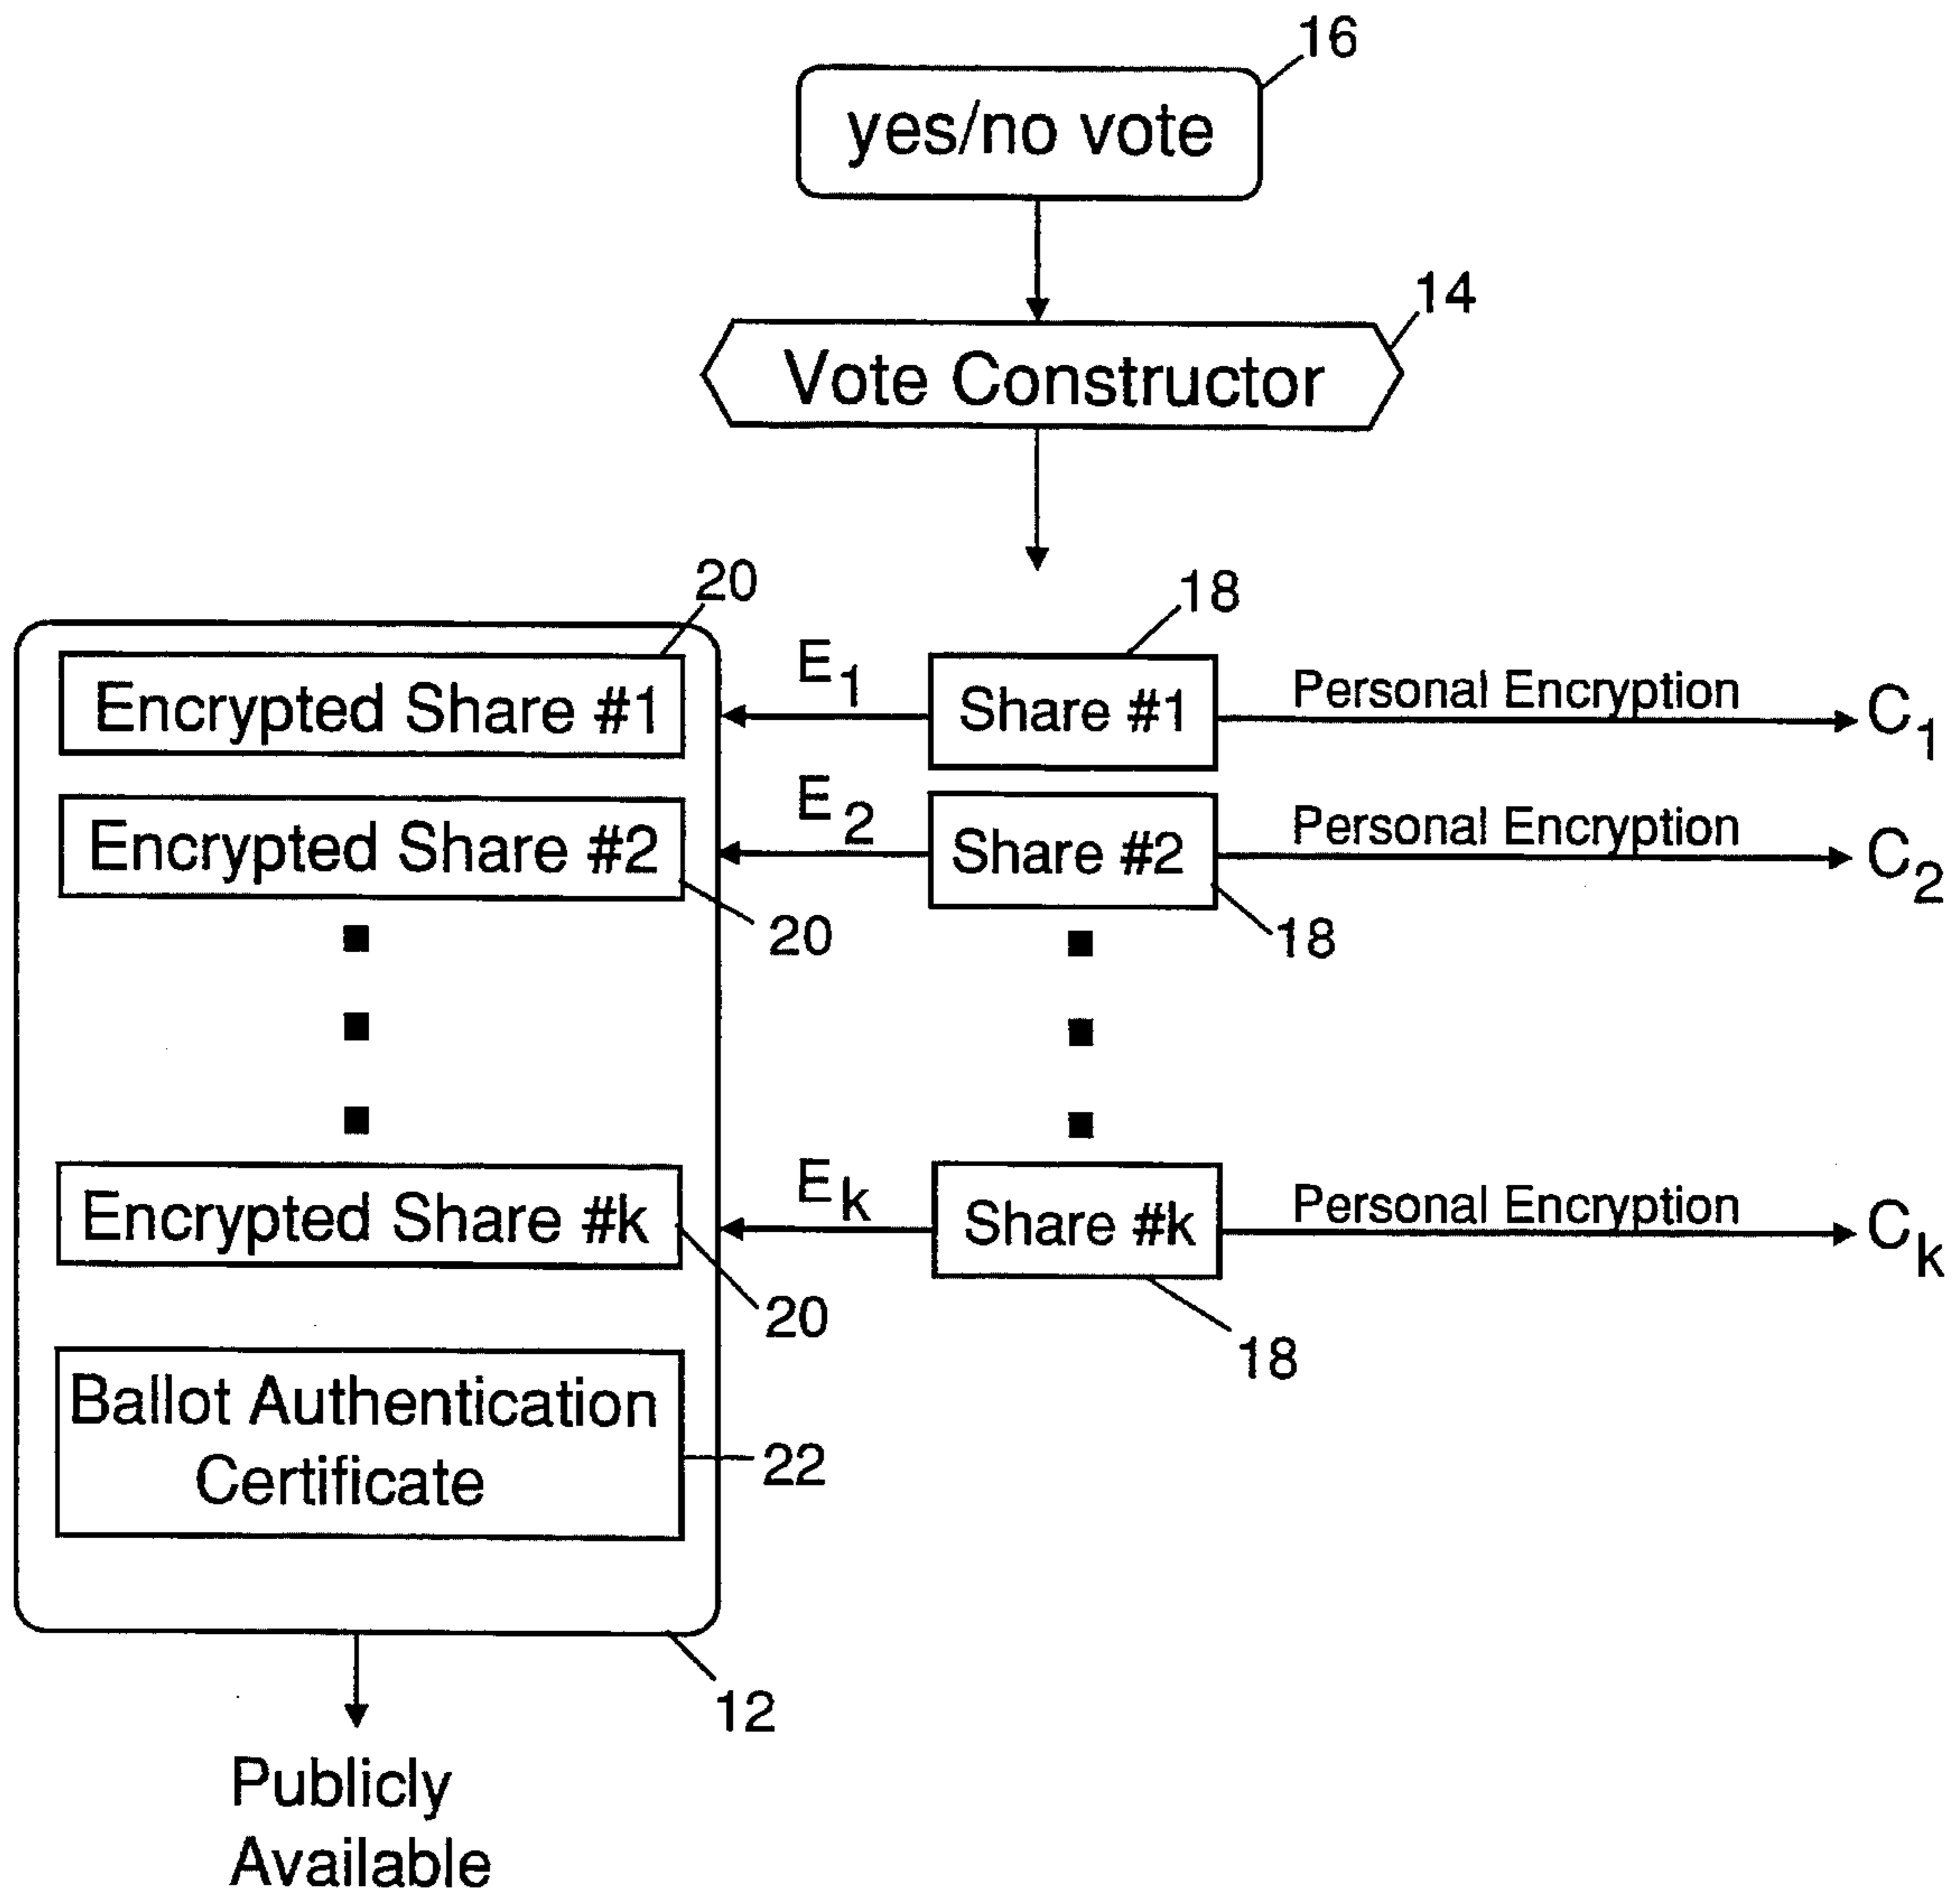 16
yes/no vote
14
Vote Constructor
20
18
Encrypted Share #1
E1
Share #1
Personal Encryption
C1
Encrypted Share #2
E2
Share #2
Personal Encryption
C2
20
18
Encrypted Share #k
Ek
Share #k
Personal Encryption
Ck
20
18
Ballot Authentication
Certificate
22
12
Publicly
Available